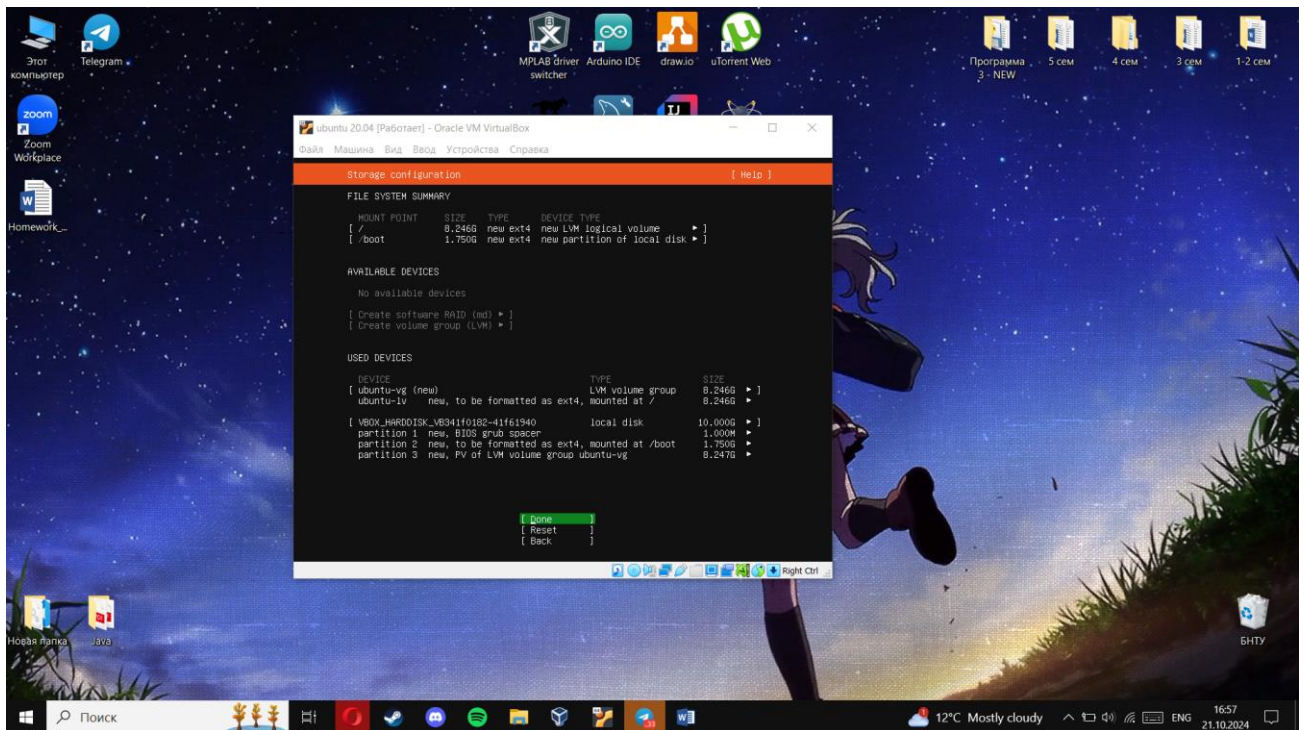 Этот
компьютер
Telegram
MPLAB driver
switcher
Arduino IDE
draw.io
uTorrent Web
Программа
3 - NEW
5 сем
4 сем
3 сем
1-2 сем
zoom
Zoom
Workplace
Homework_...
ubuntu 20.04 [Работает] - Oracle VM VirtualBox
Файл Машина Вид Ввод Устройства Справка
Storage configuration [ Help ]
FILE SYSTEM SUMMARY
MOUNT POINT SIZE TYPE DEVICE TYPE
[ / 8.246G new ext4 new LVM logical volume ▸ ]
[ /boot 1.750G new ext4 new partition of local disk ▸ ]
AVAILABLE DEVICES
No available devices
[ Create software RAID (md) ▸ ]
[ Create volume group (LVM) ▸ ]
USED DEVICES
DEVICE TYPE SIZE
[ ubuntu-vg (new) LVM volume group 8.246G ▸ ]
ubuntu-lv new, to be formatted as ext4, mounted at / 8.246G ▸
[ VBOX_HARDDISK_VB341f0182-41f61940 local disk 10.000G ▸ ]
partition 1 new, BIOS grub spacer 1.000M ▸
partition 2 new, to be formatted as ext4, mounted at /boot 1.750G ▸
partition 3 new, PV of LVM volume group ubuntu-vg 8.247G ▸
[ Done ]
[ Reset ]
[ Back ]
Right Ctrl
Новая папка
Java
БНТУ
Поиск
12°C Mostly cloudy
ENG
16:57
21.10.2024